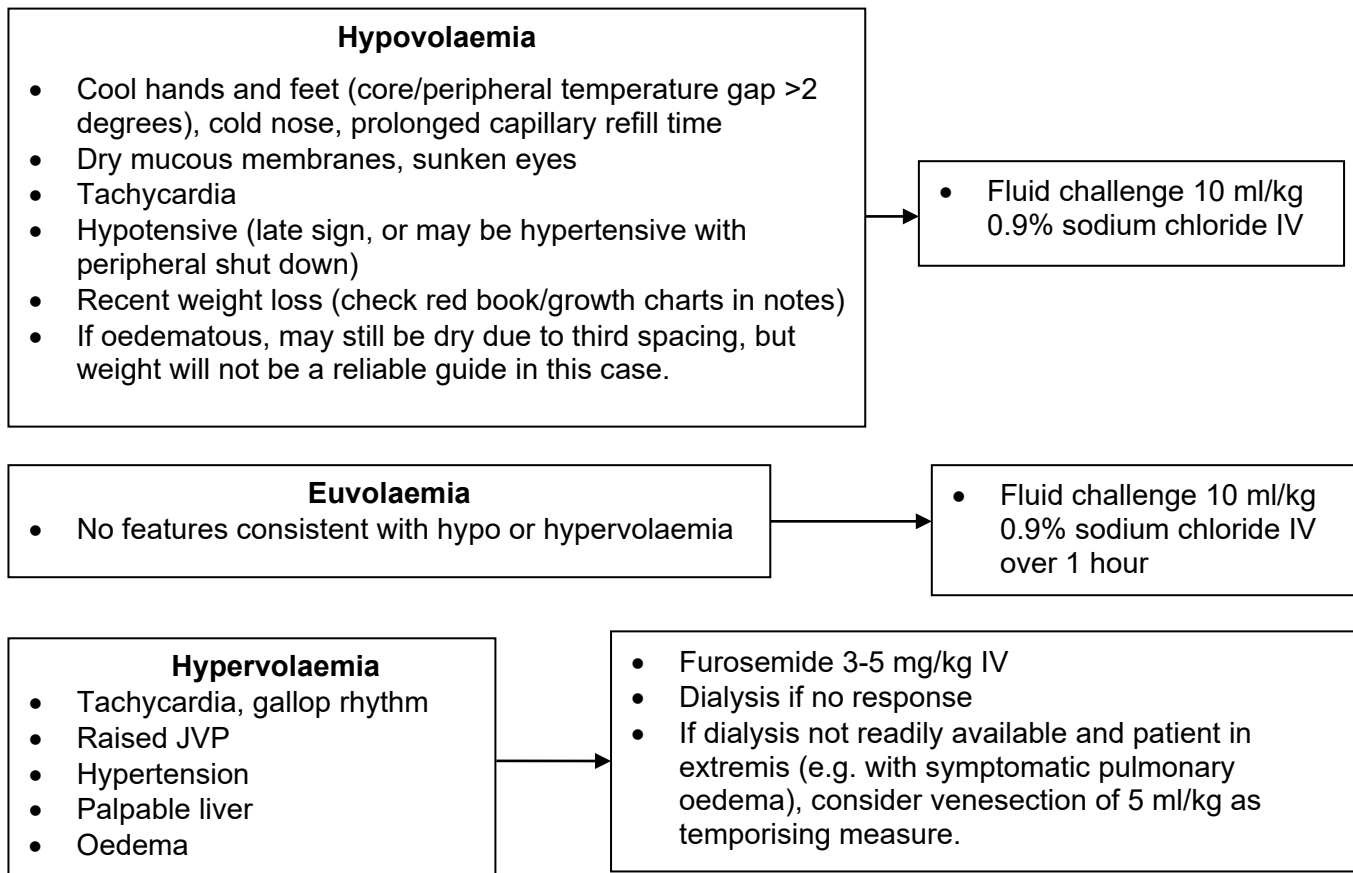 Hypovolaemia
• Cool hands and feet (core/peripheral temperature gap >2
degrees), cold nose, prolonged capillary refill time
• Dry mucous membranes, sunken eyes
• Tachycardia
• Hypotensive (late sign, or may be hypertensive with
peripheral shut down)
• Recent weight loss (check red book/growth charts in notes)
• If oedematous, may still be dry due to third spacing, but
weight will not be a reliable guide in this case.
• Fluid challenge 10 ml/kg
0.9% sodium chloride IV
Euvolaemia
• No features consistent with hypo or hypervolaemia
• Fluid challenge 10 ml/kg
0.9% sodium chloride IV
over 1 hour
Hypervolaemia
• Tachycardia, gallop rhythm
• Raised JVP
• Hypertension
• Palpable liver
• Oedema
• Furosemide 3-5 mg/kg IV
• Dialysis if no response
• If dialysis not readily available and patient in
extremis (e.g. with symptomatic pulmonary
oedema), consider venesection of 5 ml/kg as
temporising measure.